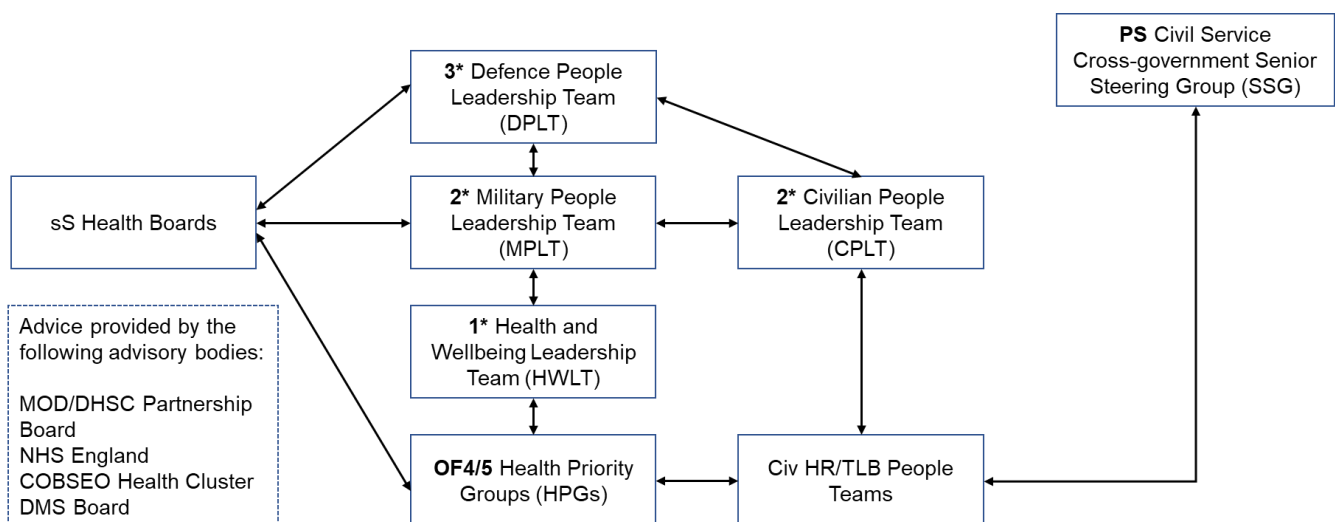 PS Civil Service
Cross-government Senior
Steering Group (SSG)
3* Defence People
Leadership Team
(DPLT)
sS Health Boards
2* Military People
Leadership Team
(MPLT)
2* Civilian People
Leadership Team
(CPLT)
Advice provided by the
following advisory bodies:
MOD/DHSC Partnership
Board
NHS England
COBSEO Health Cluster
DMS Board
1* Health and
Wellbeing Leadership
Team (HWLT)
OF4/5 Health Priority
Groups (HPGs)
Civ HR/TLB People
Teams